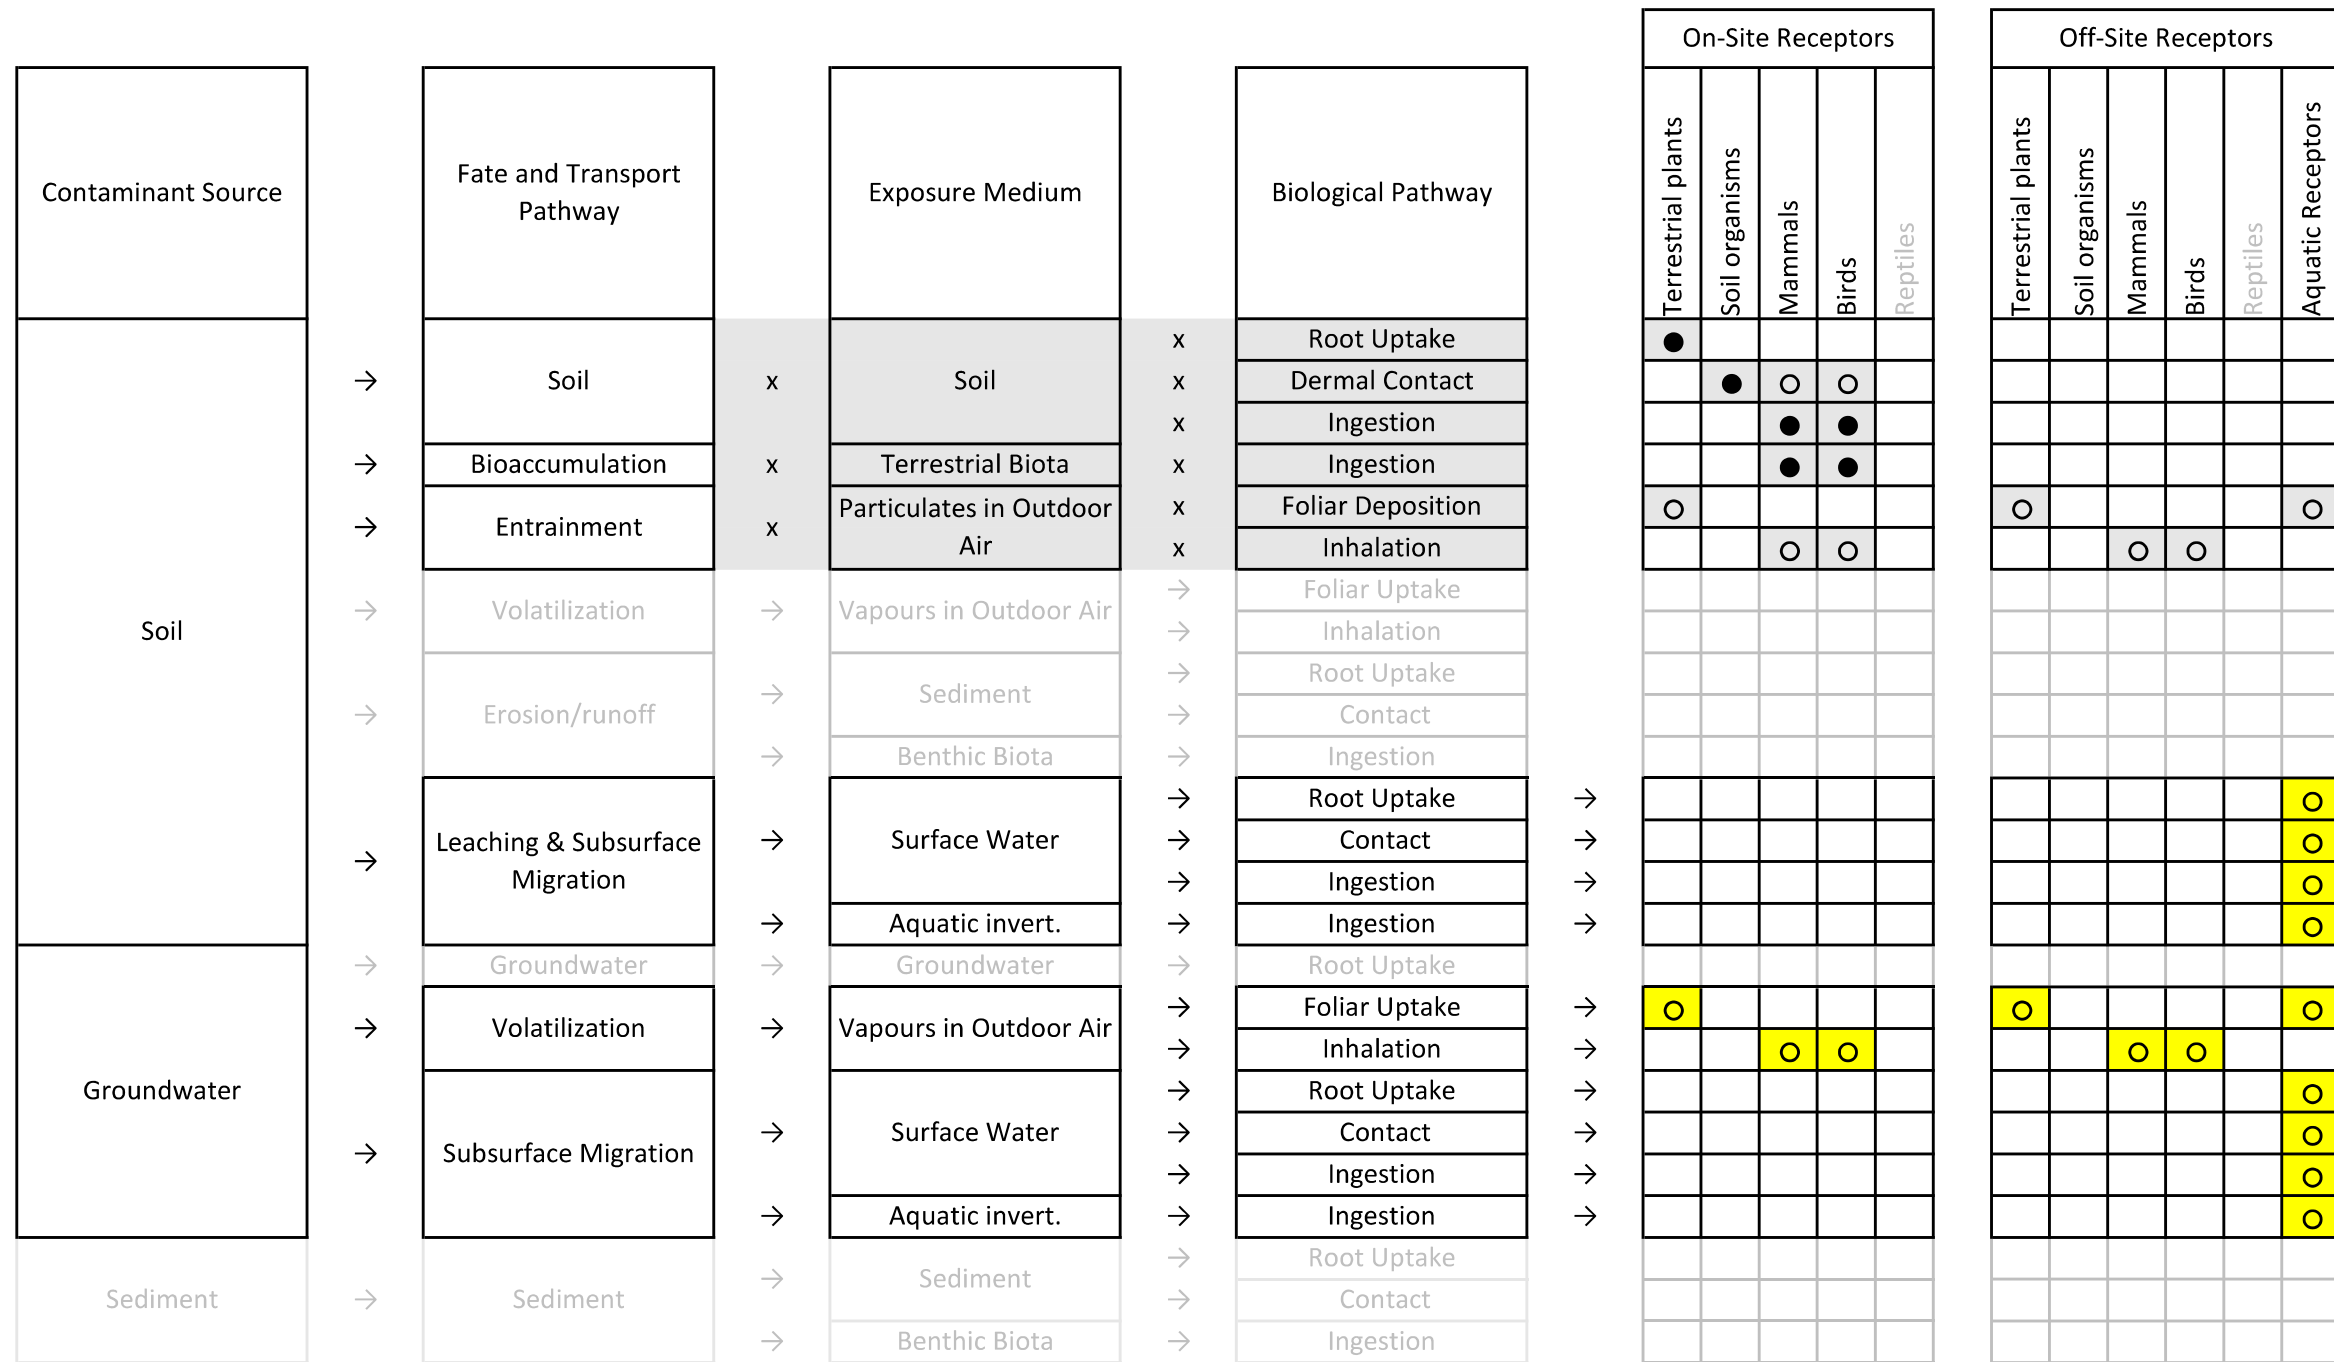 On-Site Receptors
Off-Site Receptors
Contaminant Source
Fate and Transport
Pathway
Exposure Medium
Biological Pathway
Terrestrial plants
Soil organisms
Mammals
Birds
Reptiles
Terrestrial plants
Soil organisms
Mammals
Birds
Reptiles
Aquatic Receptors
Soil
→ Soil x Soil
x Root Uptake
x Dermal Contact
x Ingestion
→ Bioaccumulation x Terrestrial Biota x Ingestion
→ Entrainment x Particulates in Outdoor
Air
x Foliar Deposition
x Inhalation
→ Volatilization → Vapours in Outdoor Air
→ Foliar Uptake
→ Inhalation
→ Erosion/runoff
→ Sediment
→ Root Uptake
→ Contact
→ Benthic Biota → Ingestion
→ Leaching & Subsurface
Migration
→ Surface Water
→ Root Uptake →
→ Contact →
→ Ingestion →
→ Aquatic invert. → Ingestion →
Groundwater
→ Groundwater → Groundwater → Root Uptake
→ Volatilization → Vapours in Outdoor Air
→ Foliar Uptake →
→ Inhalation →
→ Subsurface Migration
→ Surface Water
→ Root Uptake →
→ Contact →
→ Ingestion →
→ Aquatic invert. → Ingestion →
Sediment → Sediment
→ Sediment
→ Root Uptake
→ Contact
→ Benthic Biota → Ingestion